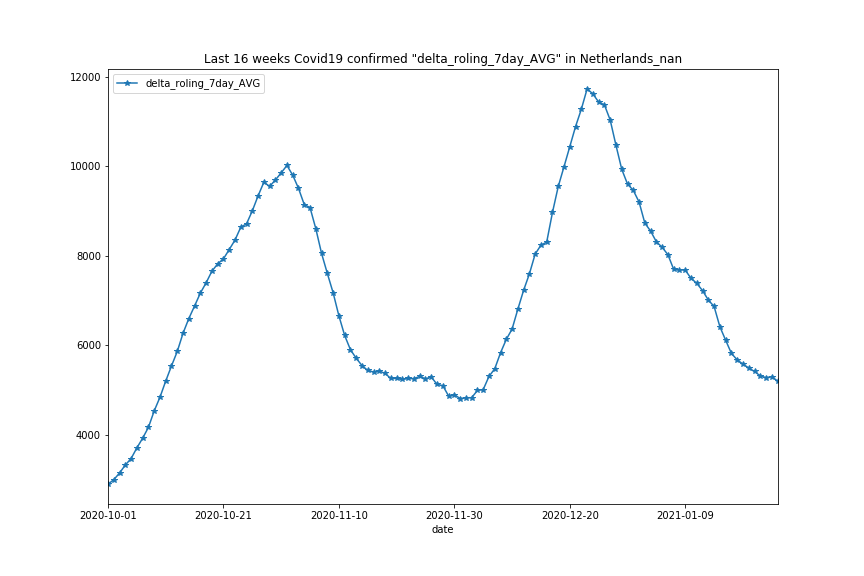 Last 16 weeks Covid19 confirmed "delta_roling_7day_AVG" in Netherlands_nan
delta_roling_7day_AVG
12000
10000
8000
6000
4000
2020-10-01 2020-10-21 2020-11-10 2020-11-30 2020-12-20 2021-01-09
date